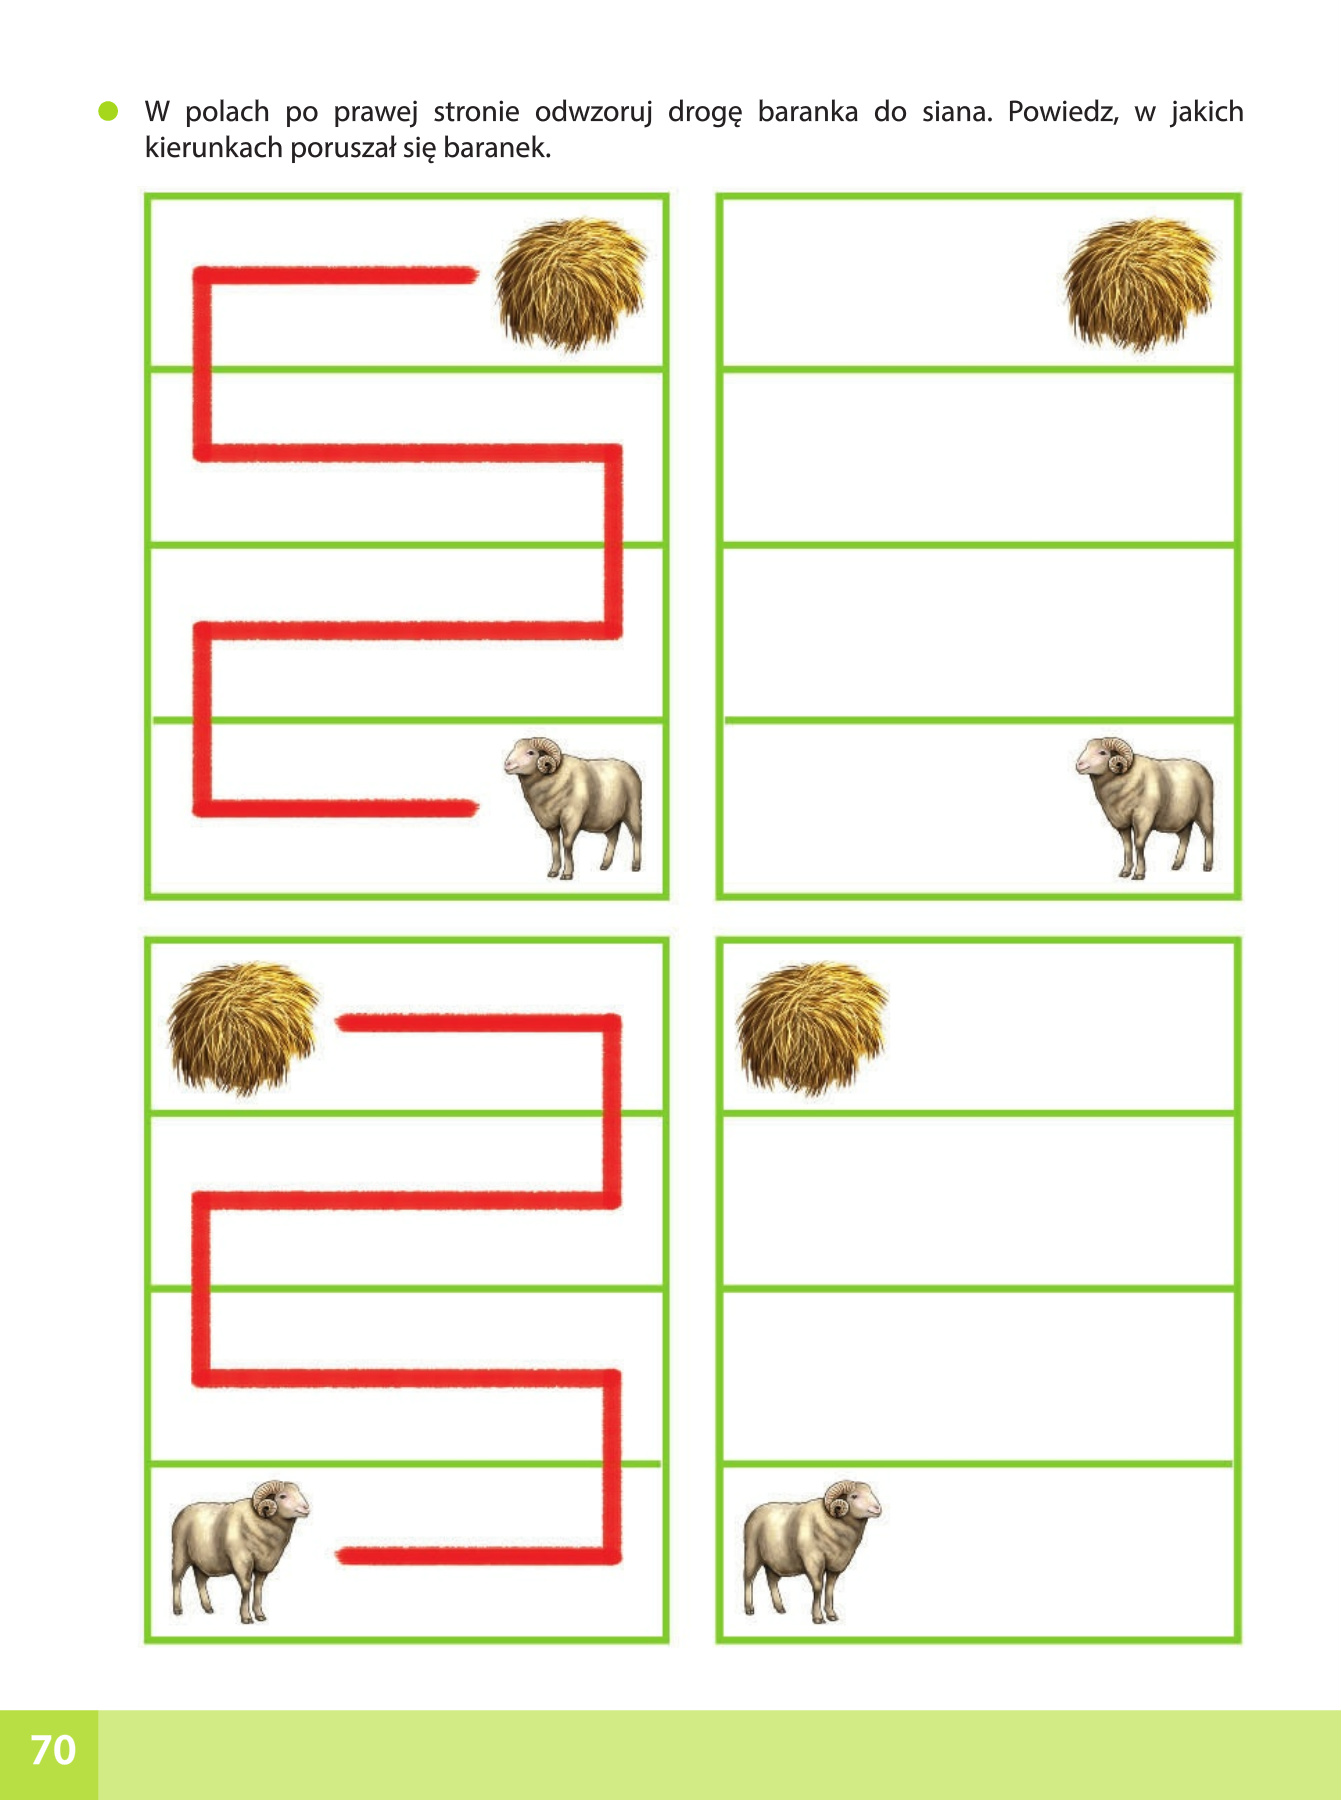 W polach po prawej stronie odwzoruj drogę baranka do siana. Powiedz, w jakich
kierunkach poruszał się baranek.
70